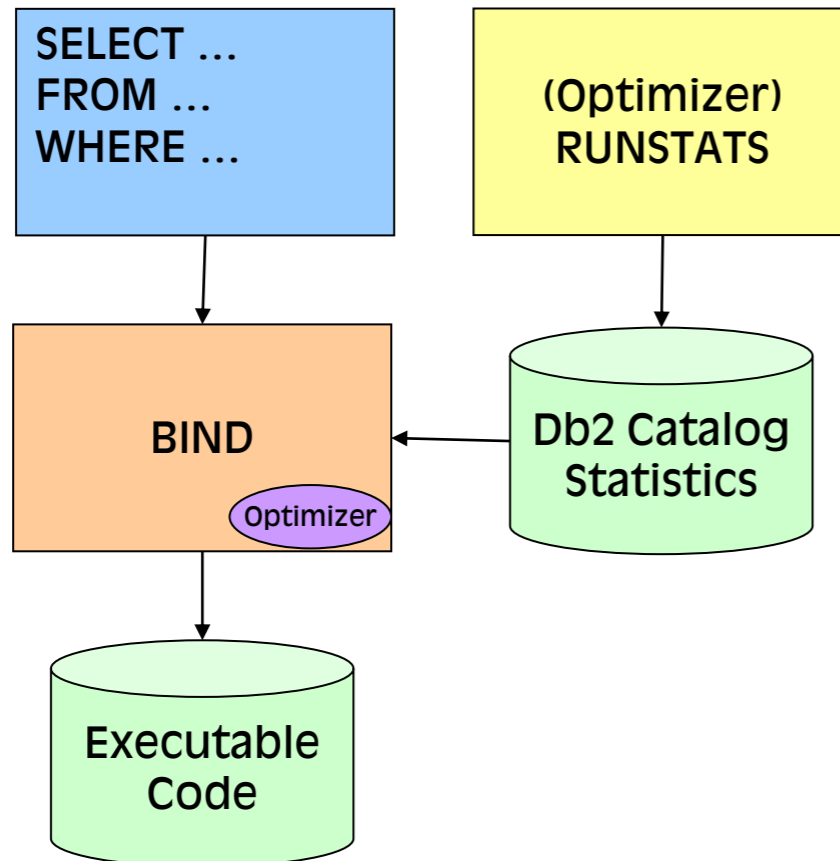 SELECT …
FROM …
WHERE …
(Optimizer)
RUNSTATS
BIND
Optimizer
Db2 Catalog
Statistics
Executable
Code